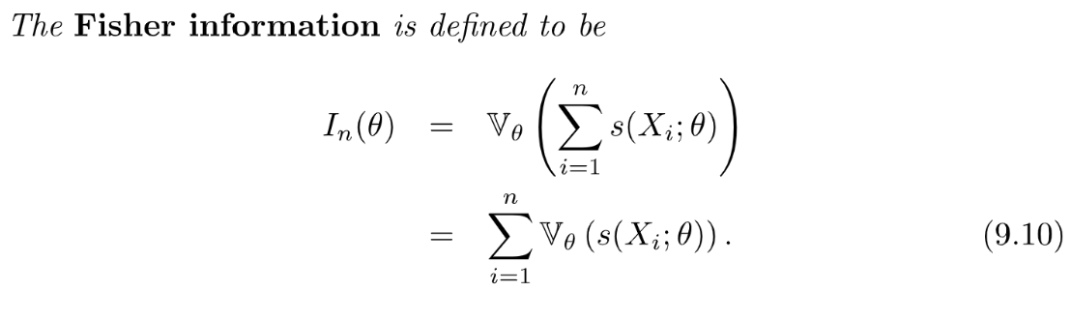 The Fisher information is defined to be
I_n(θ) = 𝕍_θ ( ∑_{i=1}^{n} s(X_i; θ) )
= ∑_{i=1}^{n} 𝕍_θ (s(X_i; θ)). (9.10)